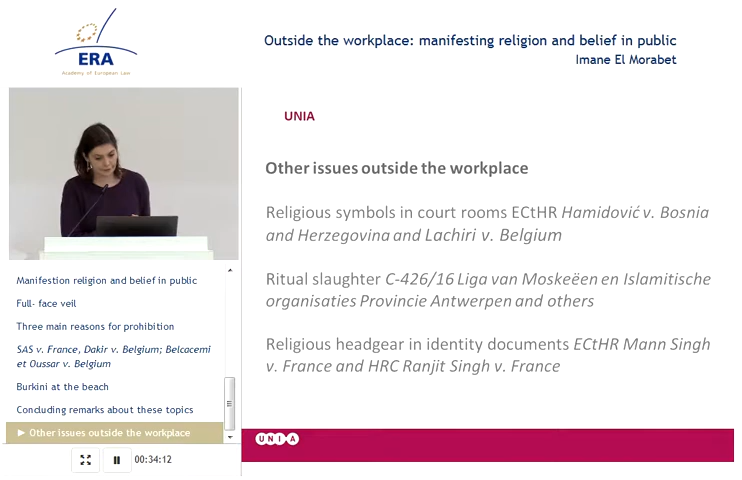 Outside the workplace: manifesting religion and belief in public
Imane El Morabet
ERA
Academy of European Law
UNIA
Other issues outside the workplace
Religious symbols in court rooms ECtHR Hamidović v. Bosnia
and Herzegovina and Lachiri v. Belgium
Ritual slaughter C-426/16 Liga van Moskeëen en Islamitische
organisaties Provincie Antwerpen and others
Religious headgear in identity documents ECtHR Mann Singh
v. France and HRC Ranjit Singh v. France
Manifestion religion and belief in public
Full- face veil
Three main reasons for prohibition
SAS v. France, Dakir v. Belgium; Belcacemi
et Oussar v. Belgium
Burkini at the beach
Concluding remarks about these topics
► Other issues outside the workplace
UNIA
00:34:12